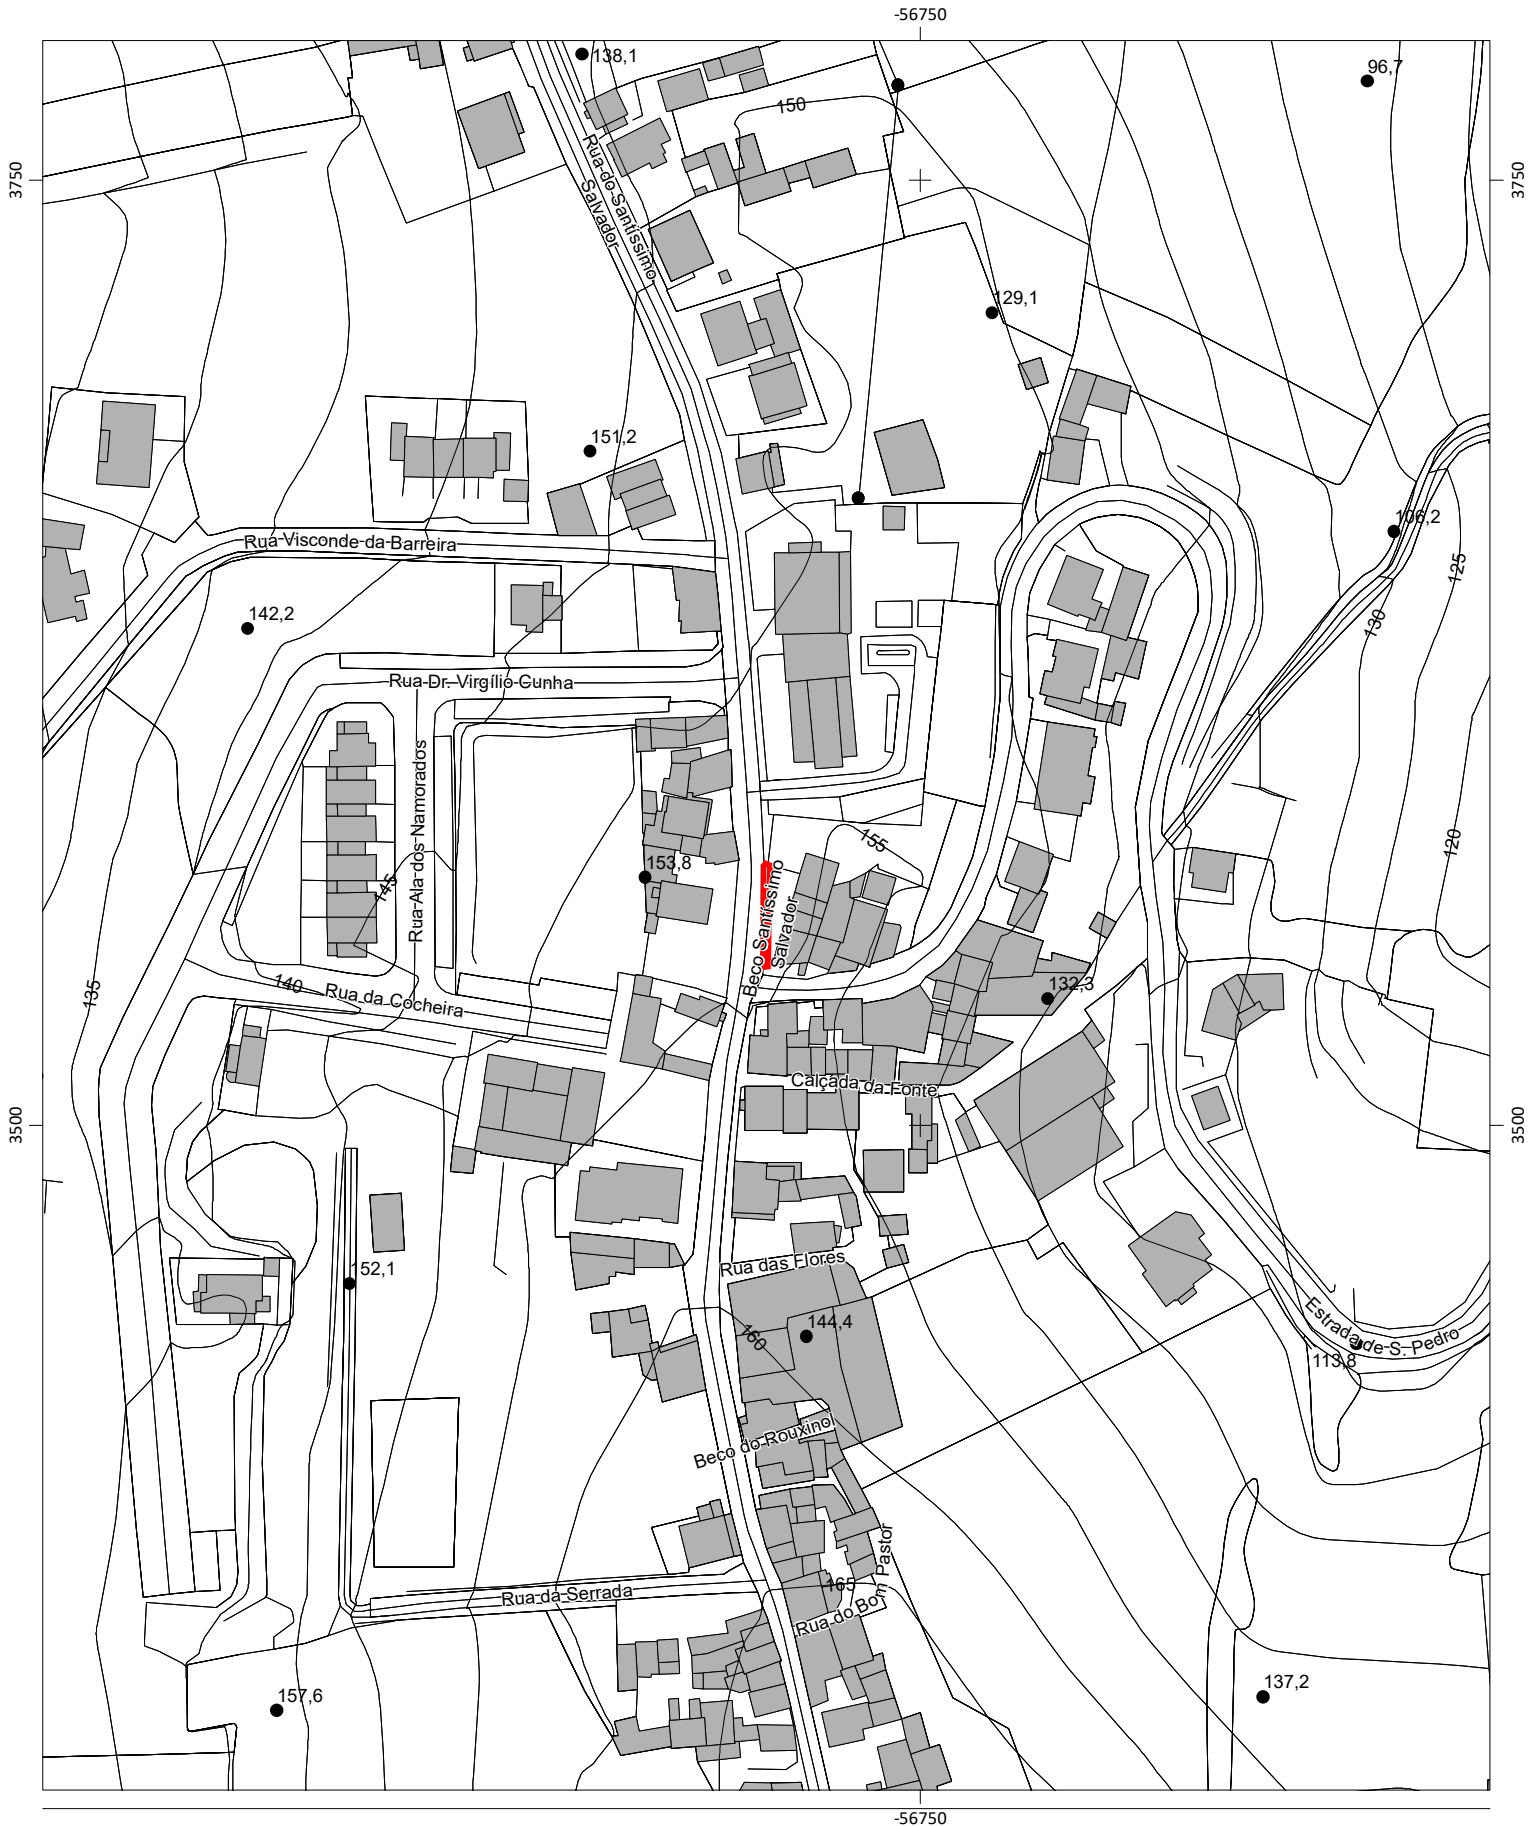 -56750
138,1
96,7
150
3750
3750
Rua do Santíssimo
Salvador
129,1
151,2
106,2
Rua Visconde da Barreira
125
142,2
130
Rua Dr. Virgílio Cunha
Rua Ala dos Namorados
155
120
153,8
145
Beco Santíssimo
Salvador
135
140
Rua da Cocheira
132,3
Calçada da Fonte
3500
3500
Rua das Flores
152,1
144,4
160
Estrada de S. Pedro
113,8
Beco do Rouxinol
165
Rua do Bom Pastor
Rua da Serrada
157,6
137,2
-56750